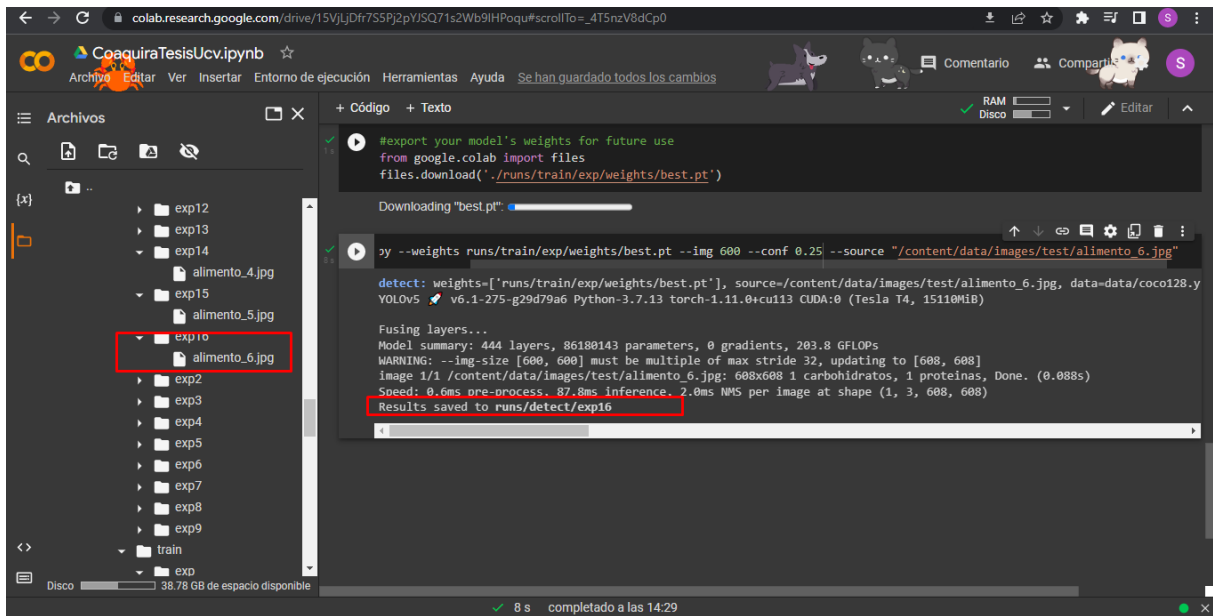 colab.research.google.com/drive/15VjLjDfr7S5Pj2pYJSQ71s2Wb9IHPoqu#scrollTo=_4T5nzV8dCp0
S
CO
CoaquiraTesisUcv.ipynb
Archivo Editar Ver Insertar Entorno de ejecución Herramientas Ayuda Se han guardado todos los cambios
Comentario
S
Archivos
+ Código + Texto
RAM
Disco
Editar
..
{x}
exp12
exp13
exp14
alimento_4.jpg
exp15
alimento_5.jpg
exp16
alimento_6.jpg
exp2
exp3
exp4
exp5
exp6
exp7
exp8
exp9
train
exp
Disco
38.78 GB de espacio disponible
1 s
#export your model's weights for future use
from google.colab import files
files.download('./runs/train/exp/weights/best.pt')
Downloading "best.pt":
py --weights runs/train/exp/weights/best.pt --img 600 --conf 0.25 --source "/content/data/images/test/alimento_6.jpg"
detect: weights=['runs/train/exp/weights/best.pt'], source=/content/data/images/test/alimento_6.jpg, data=data/coco128.y
YOLOv5 🚀 v6.1-275-g29d79a6 Python-3.7.13 torch-1.11.0+cu113 CUDA:0 (Tesla T4, 15110MiB)
Fusing layers...
Model summary: 444 layers, 86180143 parameters, 0 gradients, 203.8 GFLOPs
WARNING: --img-size [600, 600] must be multiple of max stride 32, updating to [608, 608]
image 1/1 /content/data/images/test/alimento_6.jpg: 608x608 1 carbohidratos, 1 proteinas, Done. (0.088s)
Speed: 0.6ms pre-process, 87.8ms inference, 2.0ms NMS per image at shape (1, 3, 608, 608)
Results saved to runs/detect/exp16
8 s completado a las 14:29